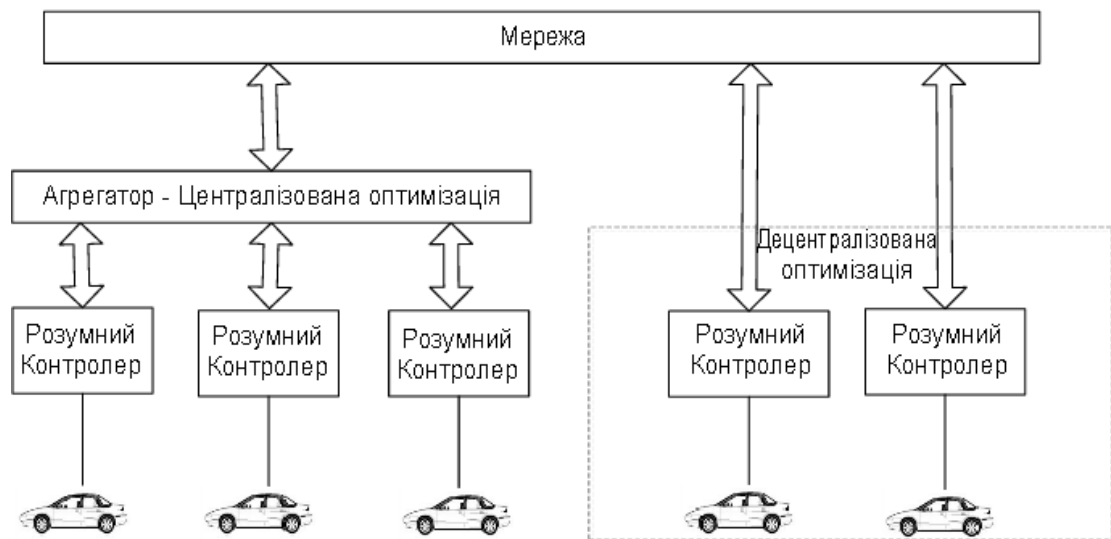 Мережа
Агрегатор - Централізована оптимізація
Децентралізована
оптимізація
Розумний
Контролер
Розумний
Контролер
Розумний
Контролер
Розумний
Контролер
Розумний
Контролер